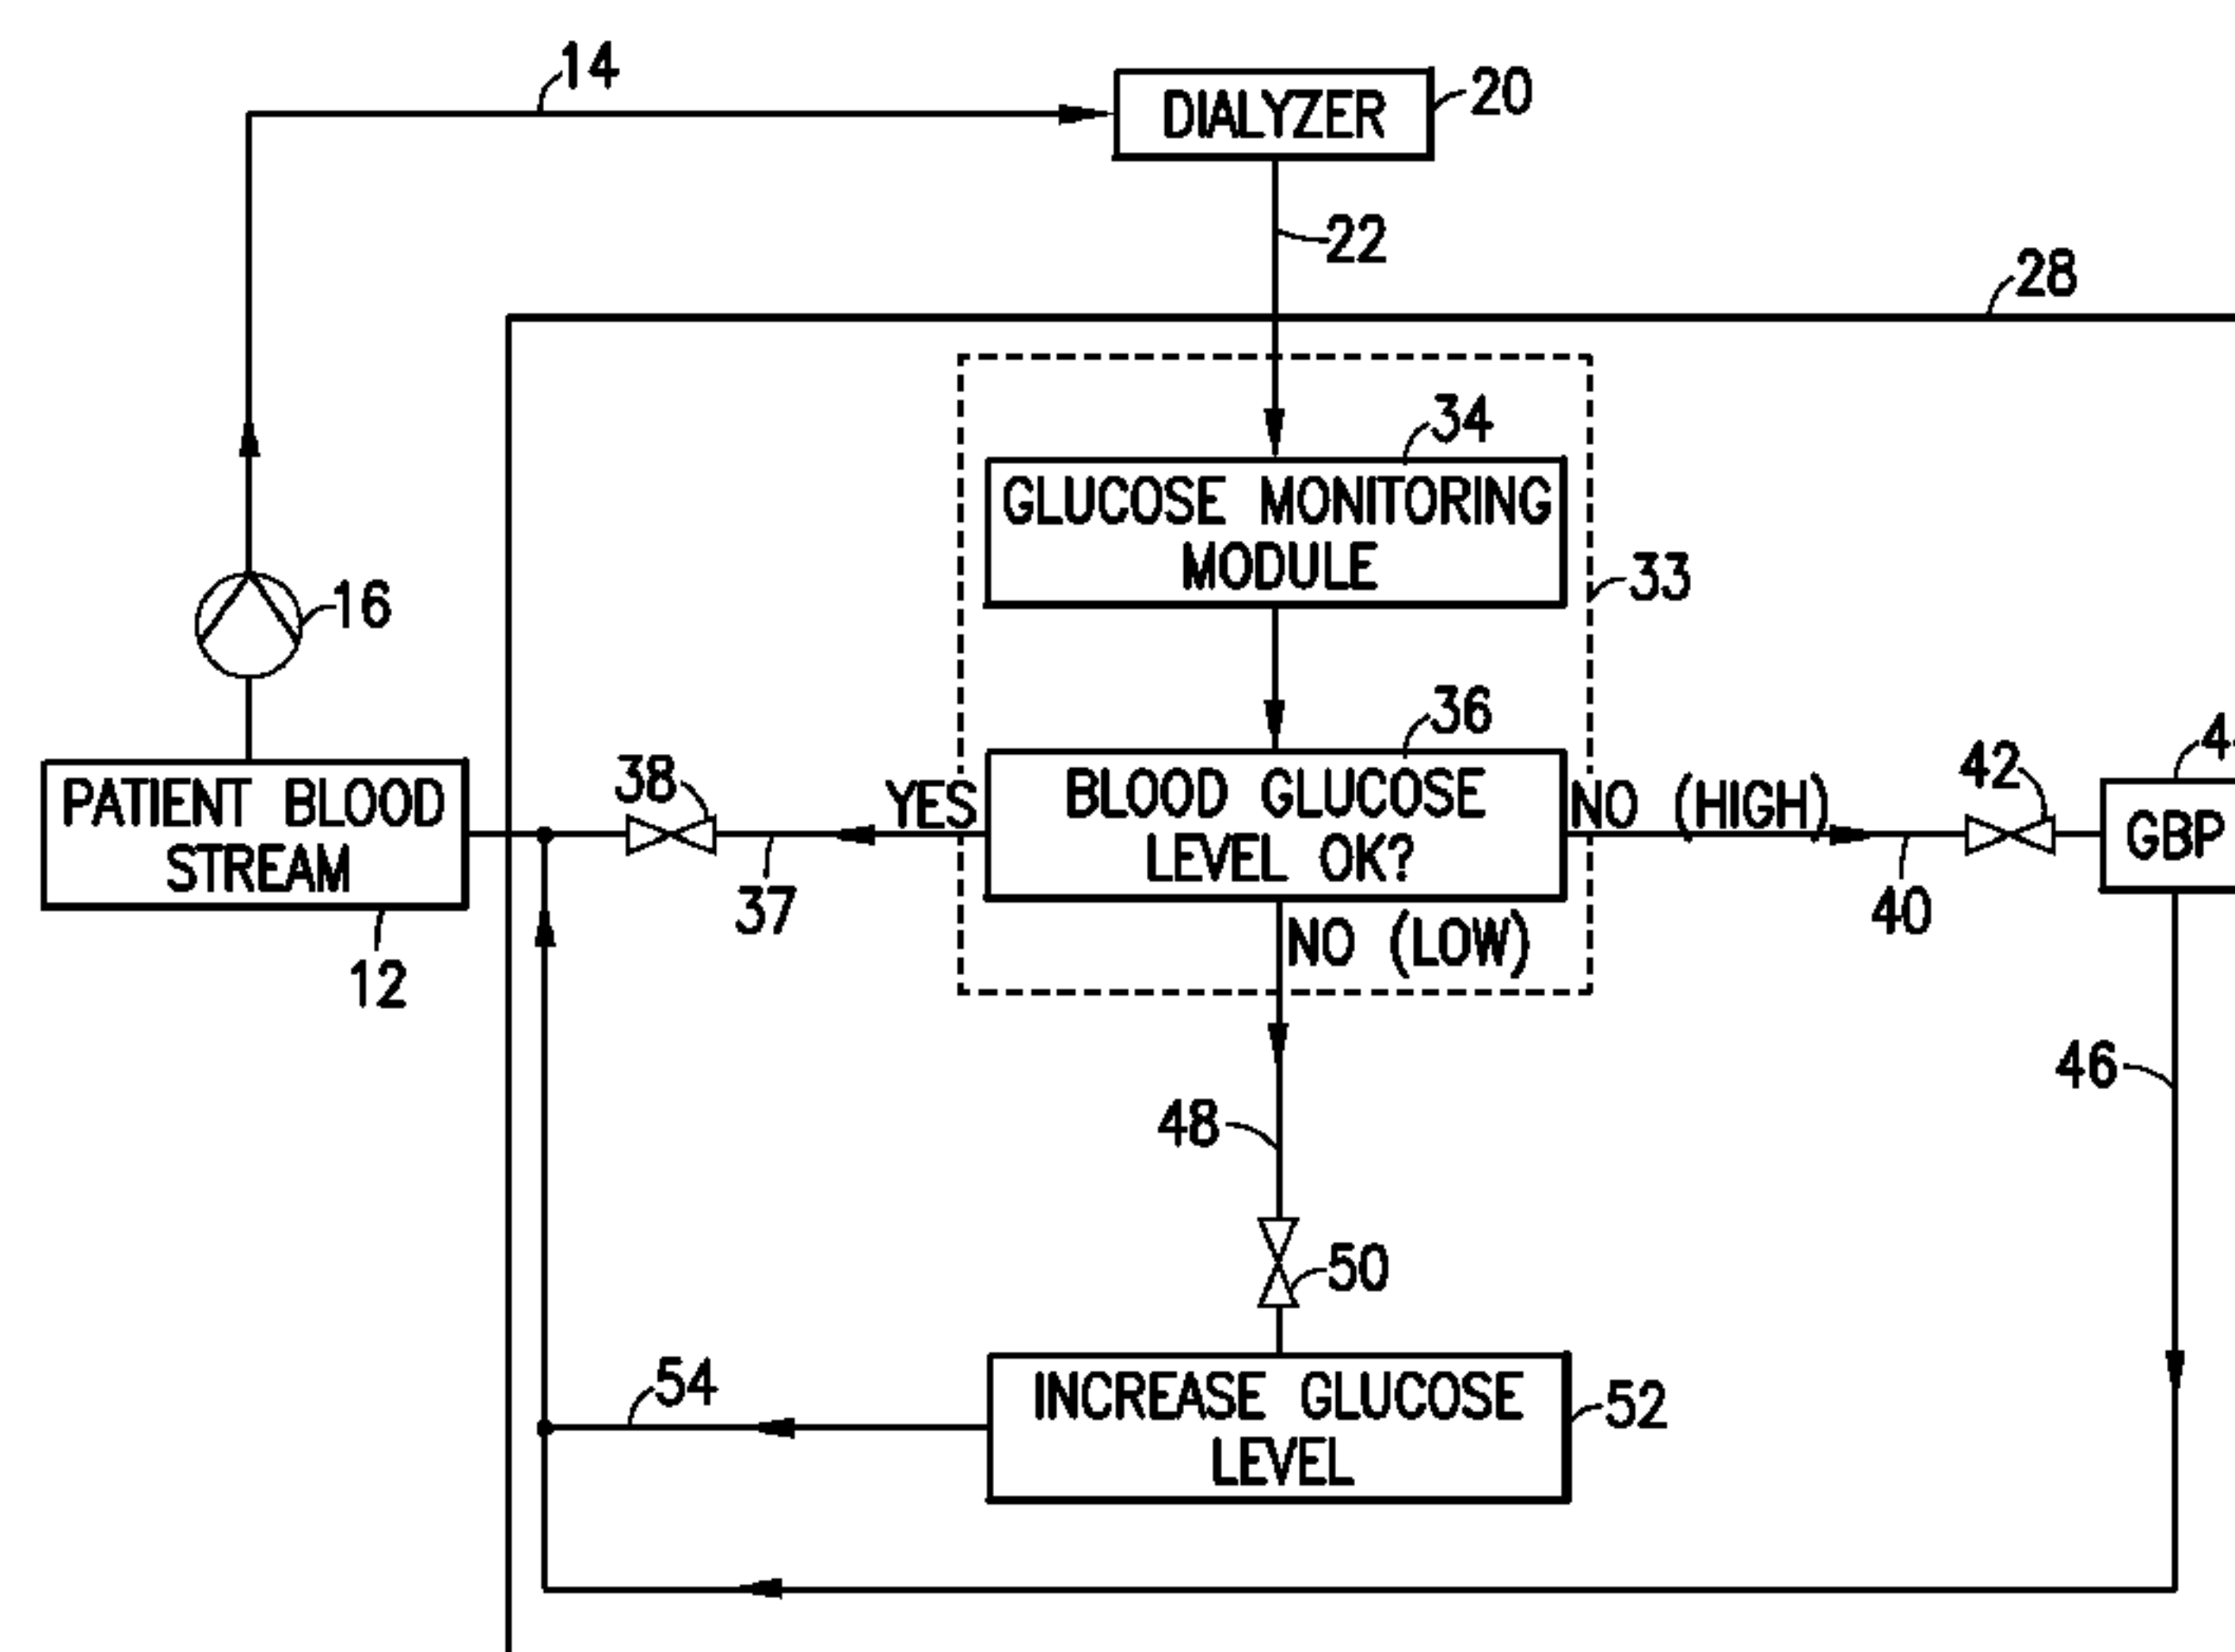 14
DIALYZER
20
22
28
34
GLUCOSE MONITORING
MODULE
33
16
36
38
42
PATIENT BLOOD
STREAM
YES
BLOOD GLUCOSE
LEVEL OK?
NO (HIGH)
GBP
37
40
12
NO (LOW)
46
48
50
54
INCREASE GLUCOSE
LEVEL
52